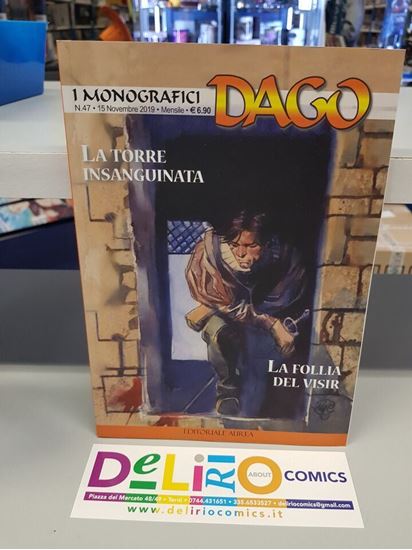 I MONOGRAFICI
DAGO
N.47 • 15 Novembre 2019 • Mensile • € 6.90
LA TORRE
INSANGUINATA
LA FOLLIA
DEL VISIR
EDITORIALE AUREA
DeLiRiO ABOUT COMICS
Piazza del Mercato 48/49 • Terni • 0744.431651 • 335.6533527 • deliriocomics@gmail.com
www.deliriocomics.it